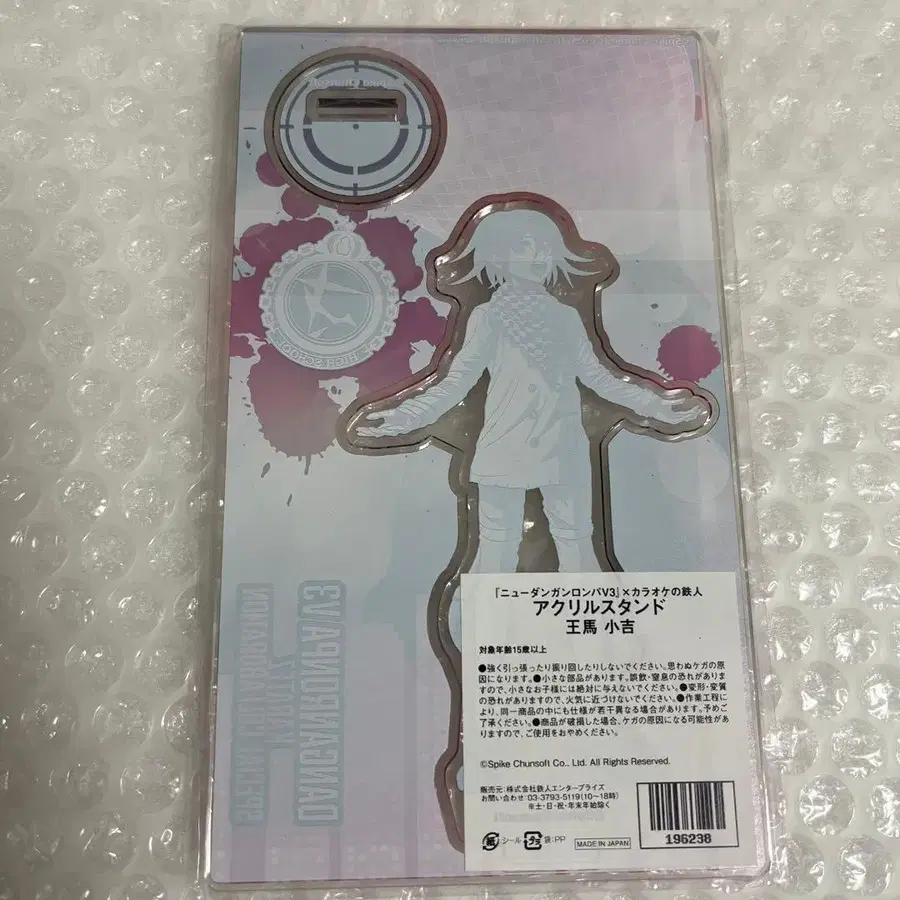 HIGH SCHOOL
DANGANRONPA V3
『ニューダンガンロンパV3』×カラオケの鉄人
アクリルスタンド
王馬 小吉
対象年齢15歳以上
●強く引っ張ったり振り回したりしないでください。思わぬケガの原
因になります。●小さな部品があります。誤飲・窒息の恐れがありま
すので、小さなお子様には絶対に与えないでください。●変形・変質
の恐れがありますので、火気に近づけないでください。●作業工程に
より、同一商品の中にも仕様が若干異なる場合があります。予めご
了承ください。●商品が破損した場合、ケガの原因になる可能性があ
りますので、ご使用をおやめください。
©Spike Chunsoft Co., Ltd. All Rights Reserved.
販売元:株式会社鉄人エンタープライズ
お問い合わせ:03-3793-5119(10〜18時)
※土・日・祝・年末年始除く
紙 :シール プラ 袋:PP MADE IN JAPAN
196238